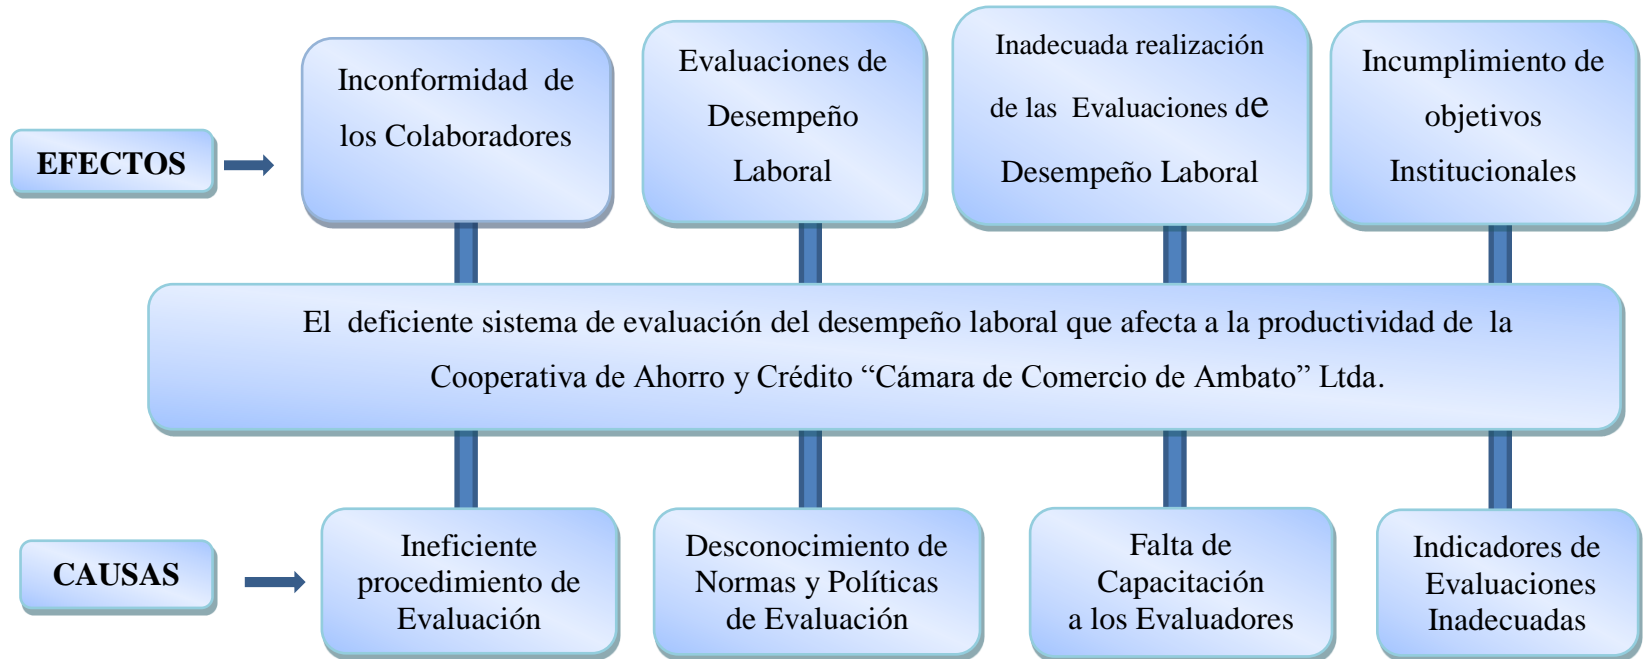 EFECTOS
Inconformidad de
los Colaboradores
Evaluaciones de
Desempeño
Laboral
Inadecuada realización
de las Evaluaciones de
Desempeño Laboral
Incumplimiento de
objetivos
Institucionales
El deficiente sistema de evaluación del desempeño laboral que afecta a la productividad de la
Cooperativa de Ahorro y Crédito “Cámara de Comercio de Ambato” Ltda.
CAUSAS
Ineficiente
procedimiento de
Evaluación
Desconocimiento de
Normas y Políticas
de Evaluación
Falta de
Capacitación
a los Evaluadores
Indicadores de
Evaluaciones
Inadecuadas